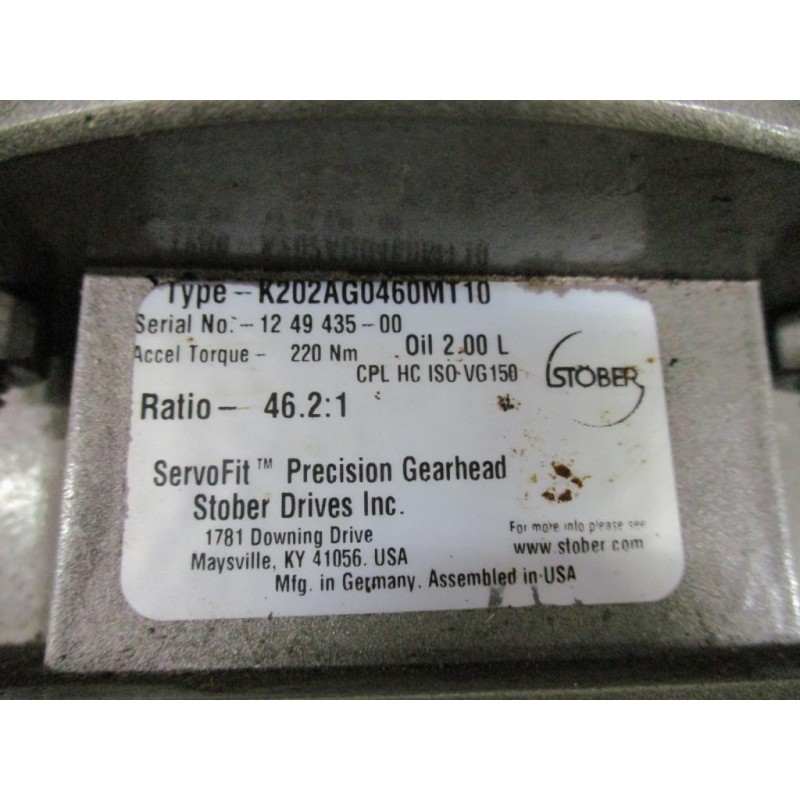 Type - K202AG0460MT10
Serial No. - 12 49 435-00
Accel Torque - 220 Nm Oil 2.00 L
CPL HC ISO VG150
STÖBER
Ratio - 46.2:1
ServoFit™ Precision Gearhead
Stober Drives Inc.
1781 Downing Drive
Maysville, KY 41056. USA
Mfg. in Germany. Assembled in USA
For more info please see
www.stober.com